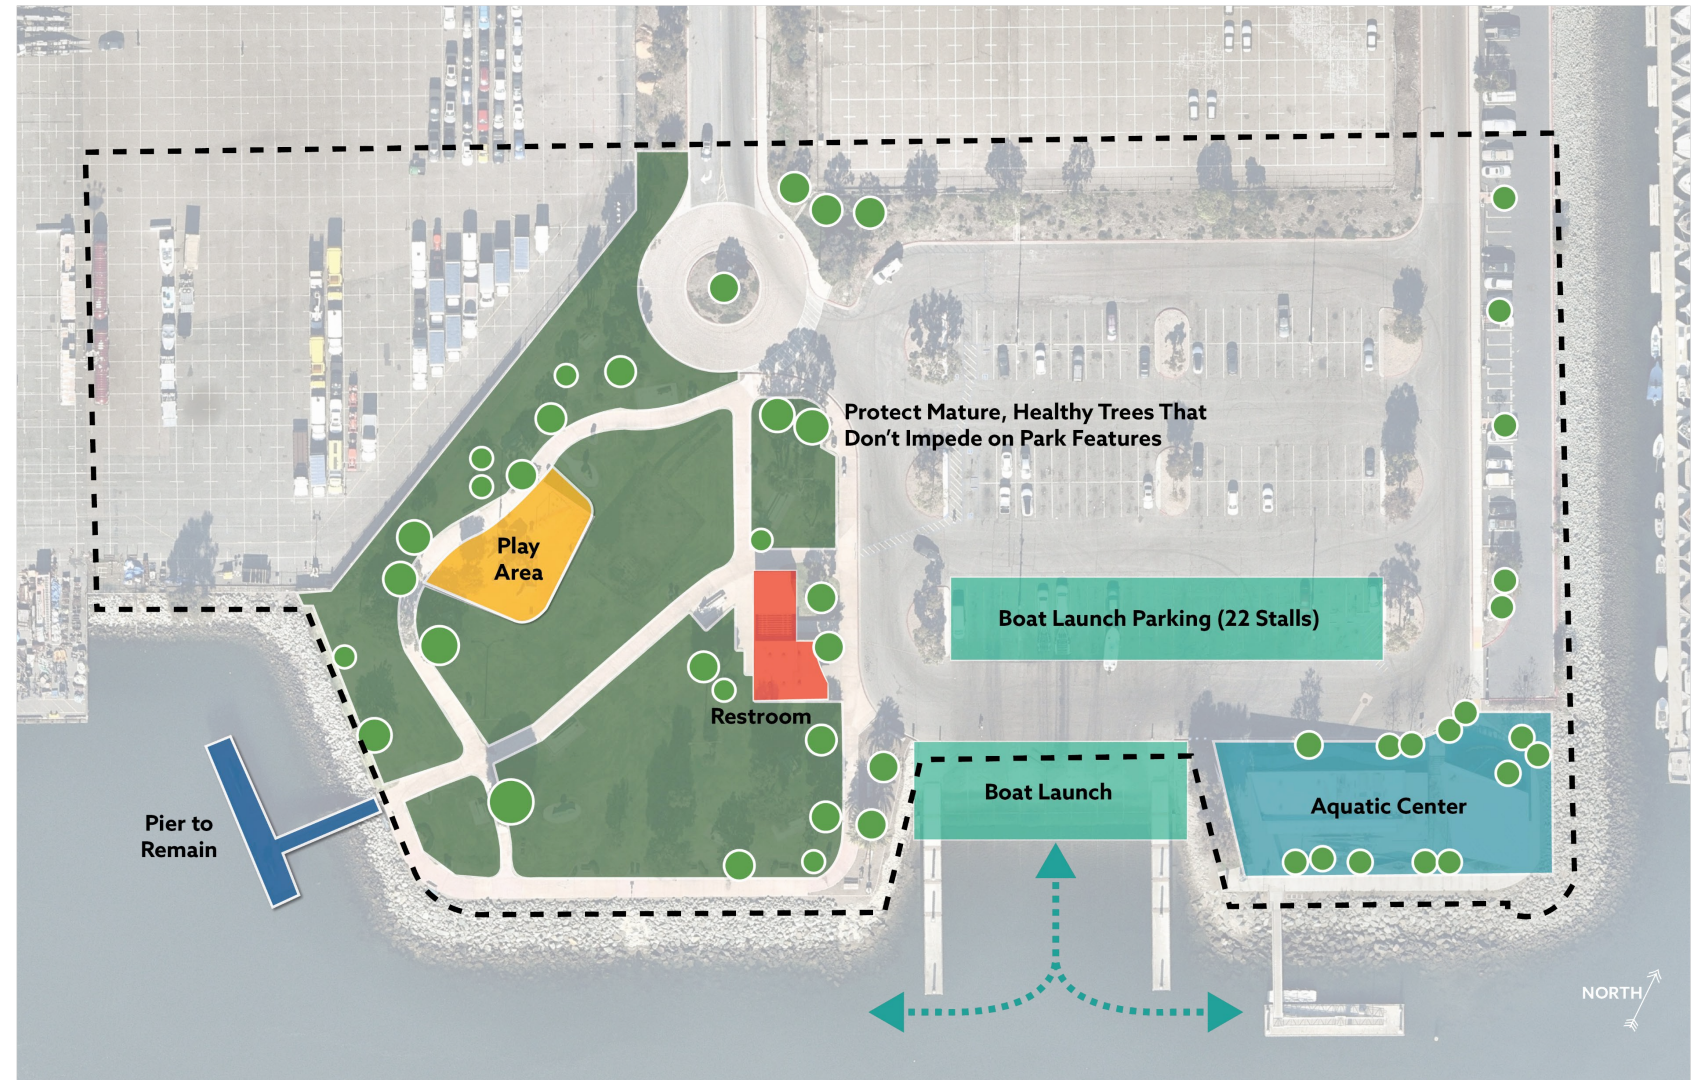 Protect Mature, Healthy Trees That
Don't Impede on Park Features
Play
Area
Boat Launch Parking (22 Stalls)
Restroom
Boat Launch
Aquatic Center
Pier to
Remain
NORTH